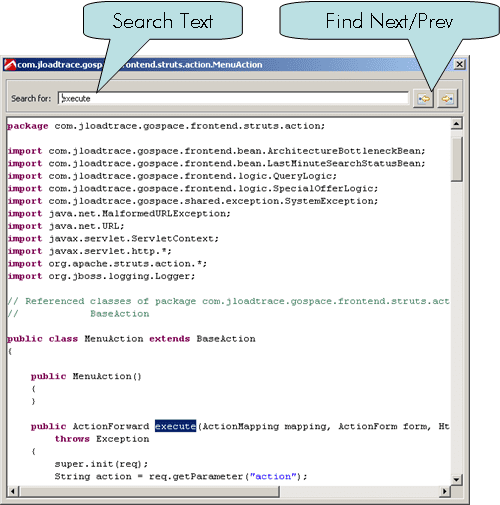 Search Text
Find Next/Prev
com.jloadtrace.gospace.frontend.struts.action.MenuAction
Search for: execute
package com.jloadtrace.gospace.frontend.struts.action;
import com.jloadtrace.gospace.frontend.bean.ArchitectureBottleneckBean;
import com.jloadtrace.gospace.frontend.bean.LastMinuteSearchStatusBean;
import com.jloadtrace.gospace.frontend.logic.QueryLogic;
import com.jloadtrace.gospace.frontend.logic.SpecialOfferLogic;
import com.jloadtrace.gospace.shared.exception.SystemException;
import java.net.MalformedURLException;
import java.net.URL;
import javax.servlet.ServletContext;
import javax.servlet.http.*;
import org.apache.struts.action.*;
import org.jboss.logging.Logger;
// Referenced classes of package com.jloadtrace.gospace.frontend.struts.act
// BaseAction
public class MenuAction extends BaseAction
{
public MenuAction()
{
}
public ActionForward execute(ActionMapping mapping, ActionForm form, Ht
throws Exception
{
super.init(req);
String action = req.getParameter("action");